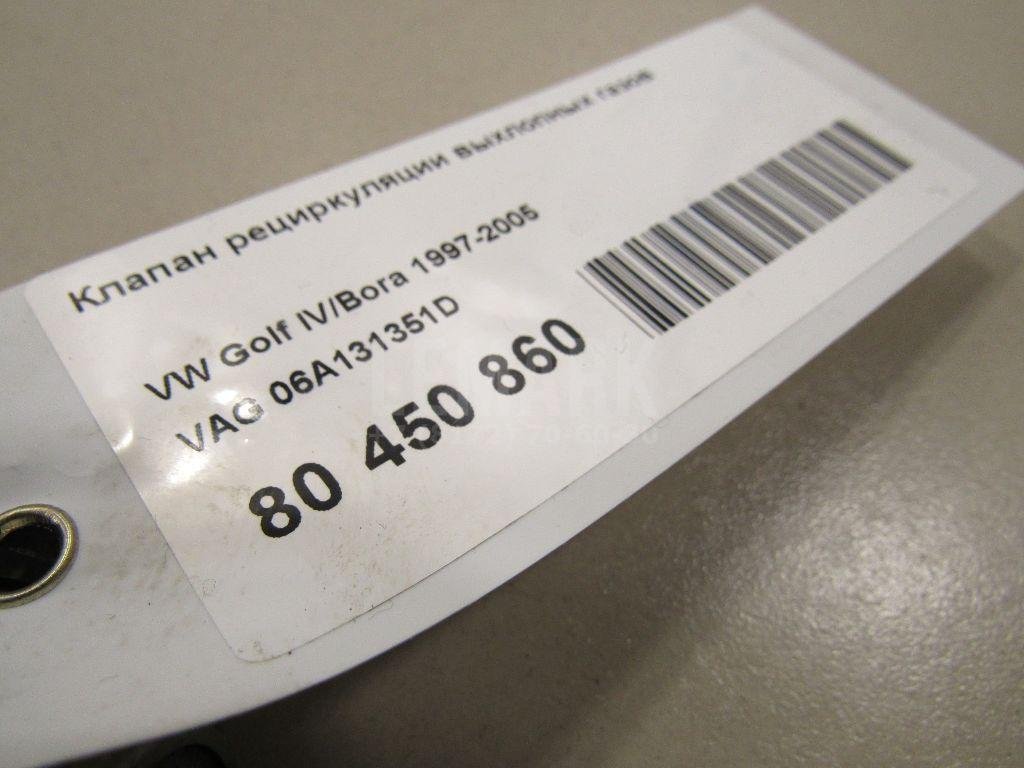 Клапан рециркуляции выхлопных газов
VW Golf IV/Bora 1997-2005
VAG 06A131351D
80 450 860